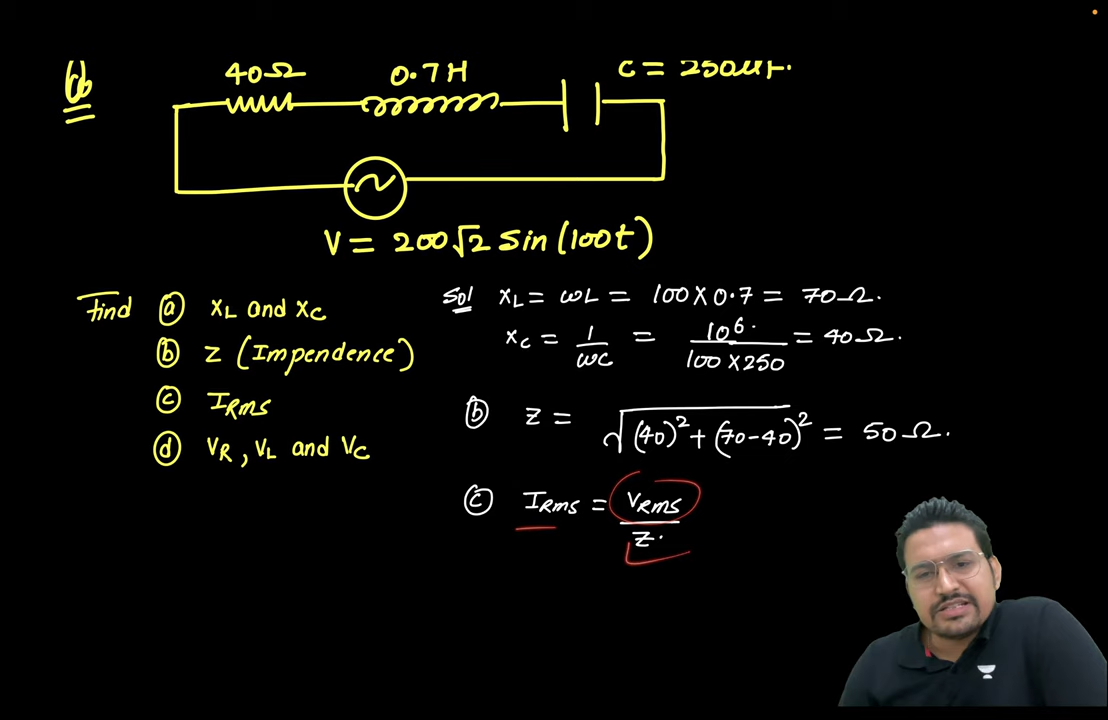 Q
40Ω 0.7H C = 250μF.
V = 200√2 sin(100t)
Find (a) XL and XC
(b) Z (Impendence)
(c) IRMS
(d) VR, VL and VC
Sol XL = ωL = 100 X 0.7 = 70Ω.
XC = 1/ωC = 10^6/100 X 250 = 40Ω.
(b) Z = √(40)²+(70-40)² = 50Ω.
(c) IRMS = VRMS/Z.